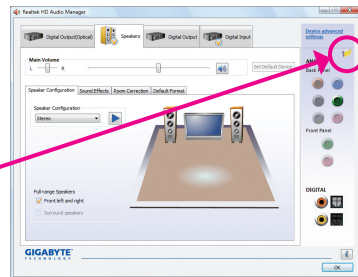 Realtek HD Audio Manager
Digital Output(Optical)
Speakers
Digital Output
Digital Input
Device advanced
settings
Main Volume
L
R
Set Default Device
ANALOG
Back Panel
Speaker Configuration
Sound Effects
Room Correction
Default Format
Speaker Configuration
Stereo
Front Panel
Full-range Speakers
Front left and right
Surround speakers
DIGITAL
GIGABYTE
TECHNOLOGY
i
OK